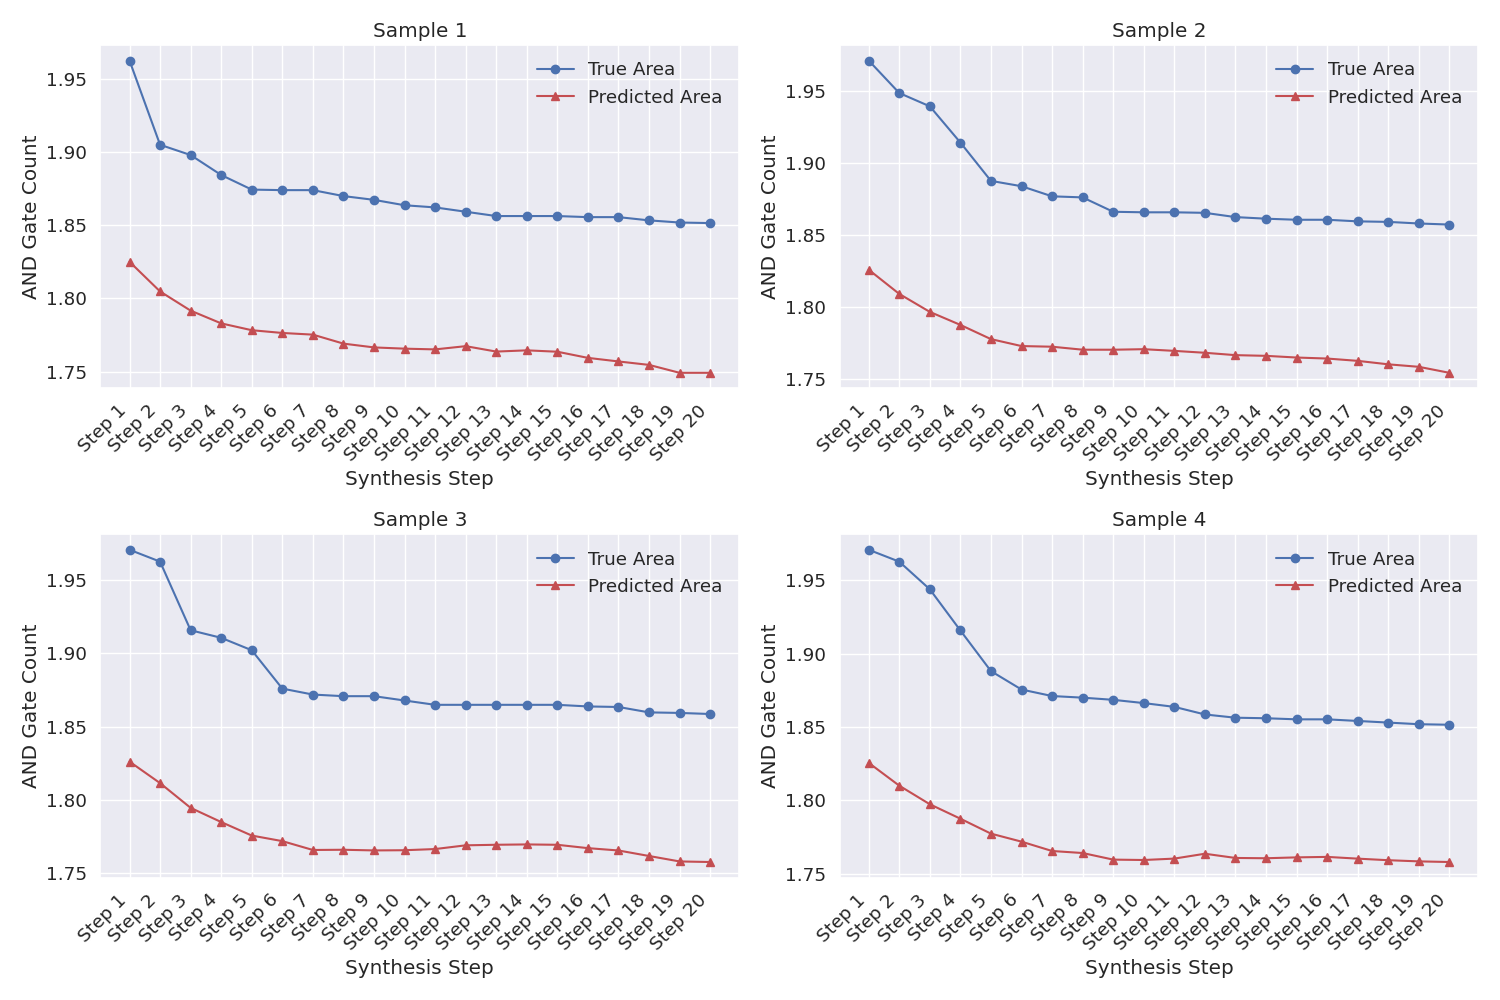 Sample 1
True Area
Predicted Area
AND Gate Count
1.95
1.90
1.85
1.80
1.75
Step 1
Step 2
Step 3
Step 4
Step 5
Step 6
Step 7
Step 8
Step 9
Step 10
Step 11
Step 12
Step 13
Step 14
Step 15
Step 16
Step 17
Step 18
Step 19
Step 20
Synthesis Step
Sample 2
True Area
Predicted Area
AND Gate Count
1.95
1.90
1.85
1.80
1.75
Step 1
Step 2
Step 3
Step 4
Step 5
Step 6
Step 7
Step 8
Step 9
Step 10
Step 11
Step 12
Step 13
Step 14
Step 15
Step 16
Step 17
Step 18
Step 19
Step 20
Synthesis Step
Sample 3
True Area
Predicted Area
AND Gate Count
1.95
1.90
1.85
1.80
1.75
Step 1
Step 2
Step 3
Step 4
Step 5
Step 6
Step 7
Step 8
Step 9
Step 10
Step 11
Step 12
Step 13
Step 14
Step 15
Step 16
Step 17
Step 18
Step 19
Step 20
Synthesis Step
Sample 4
True Area
Predicted Area
AND Gate Count
1.95
1.90
1.85
1.80
1.75
Step 1
Step 2
Step 3
Step 4
Step 5
Step 6
Step 7
Step 8
Step 9
Step 10
Step 11
Step 12
Step 13
Step 14
Step 15
Step 16
Step 17
Step 18
Step 19
Step 20
Synthesis Step